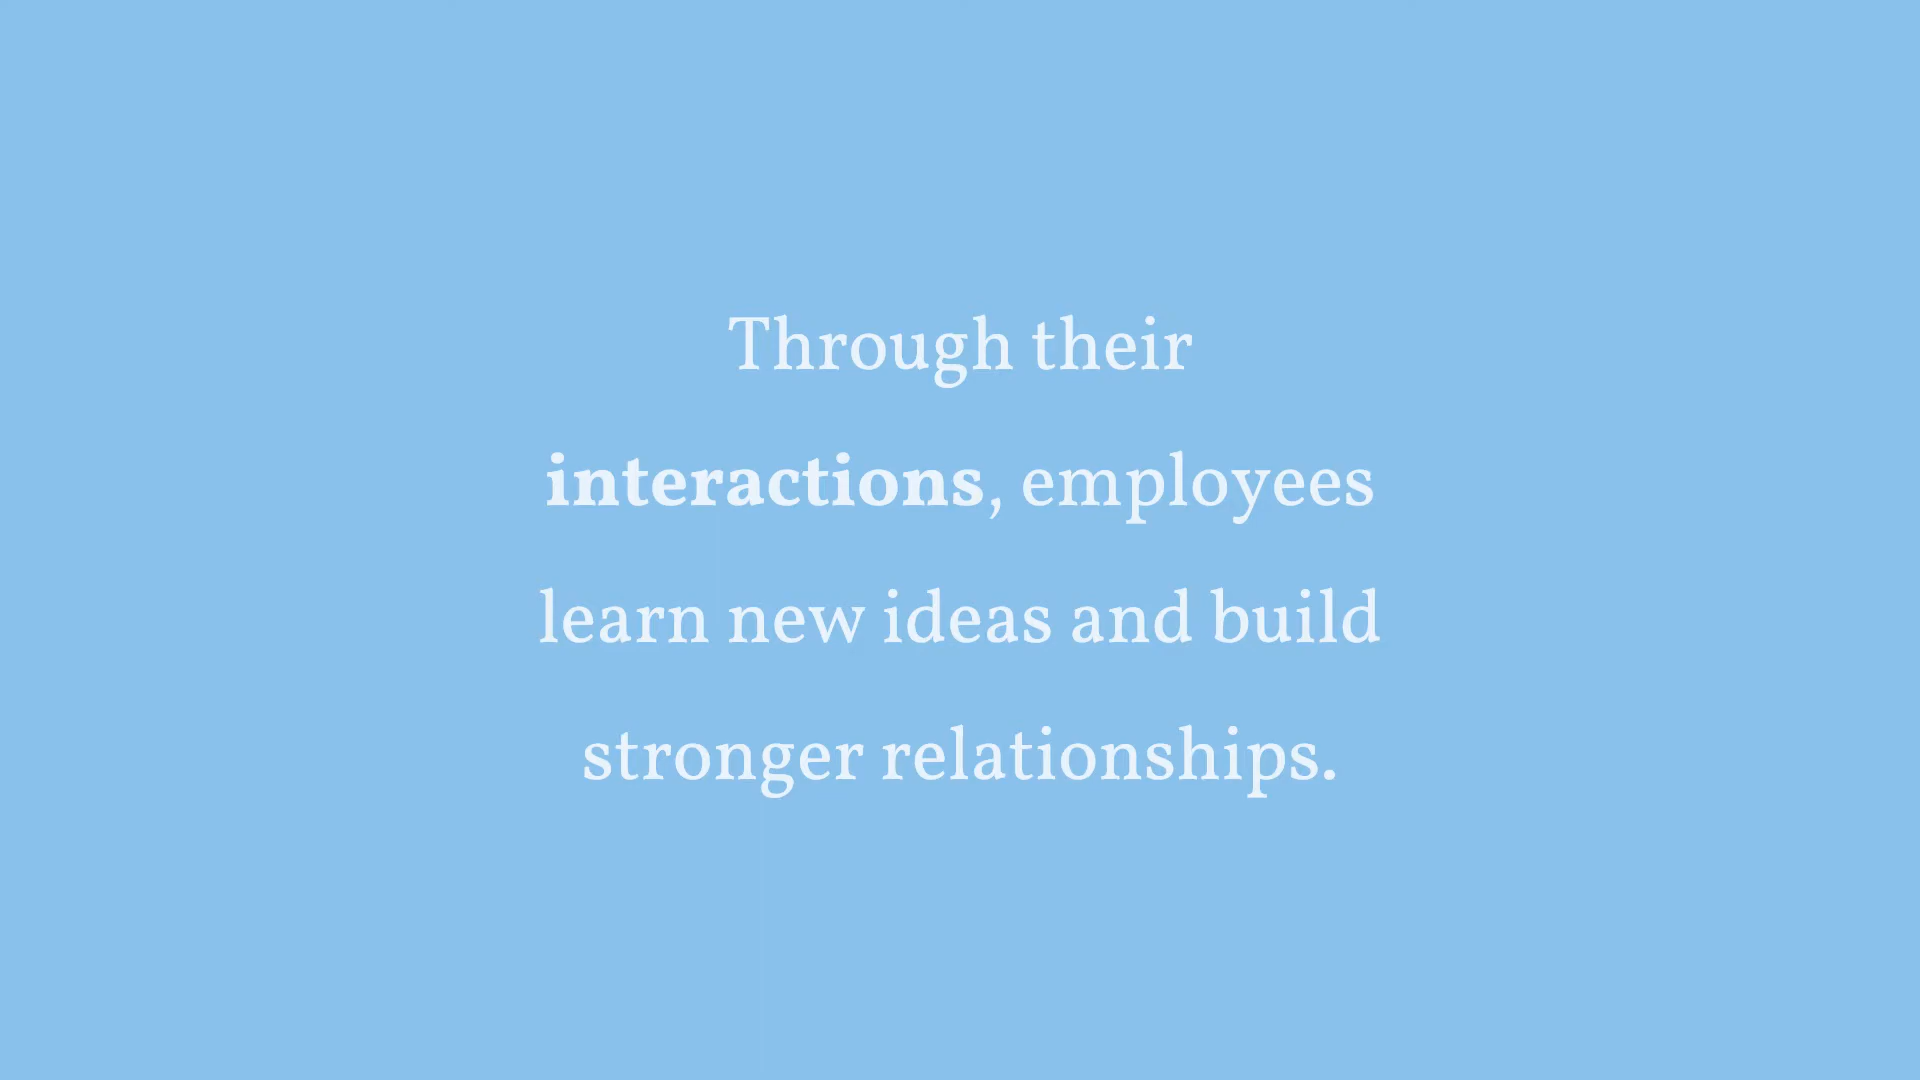 Through their
interactions, employees
learn new ideas and build
stronger relationships.